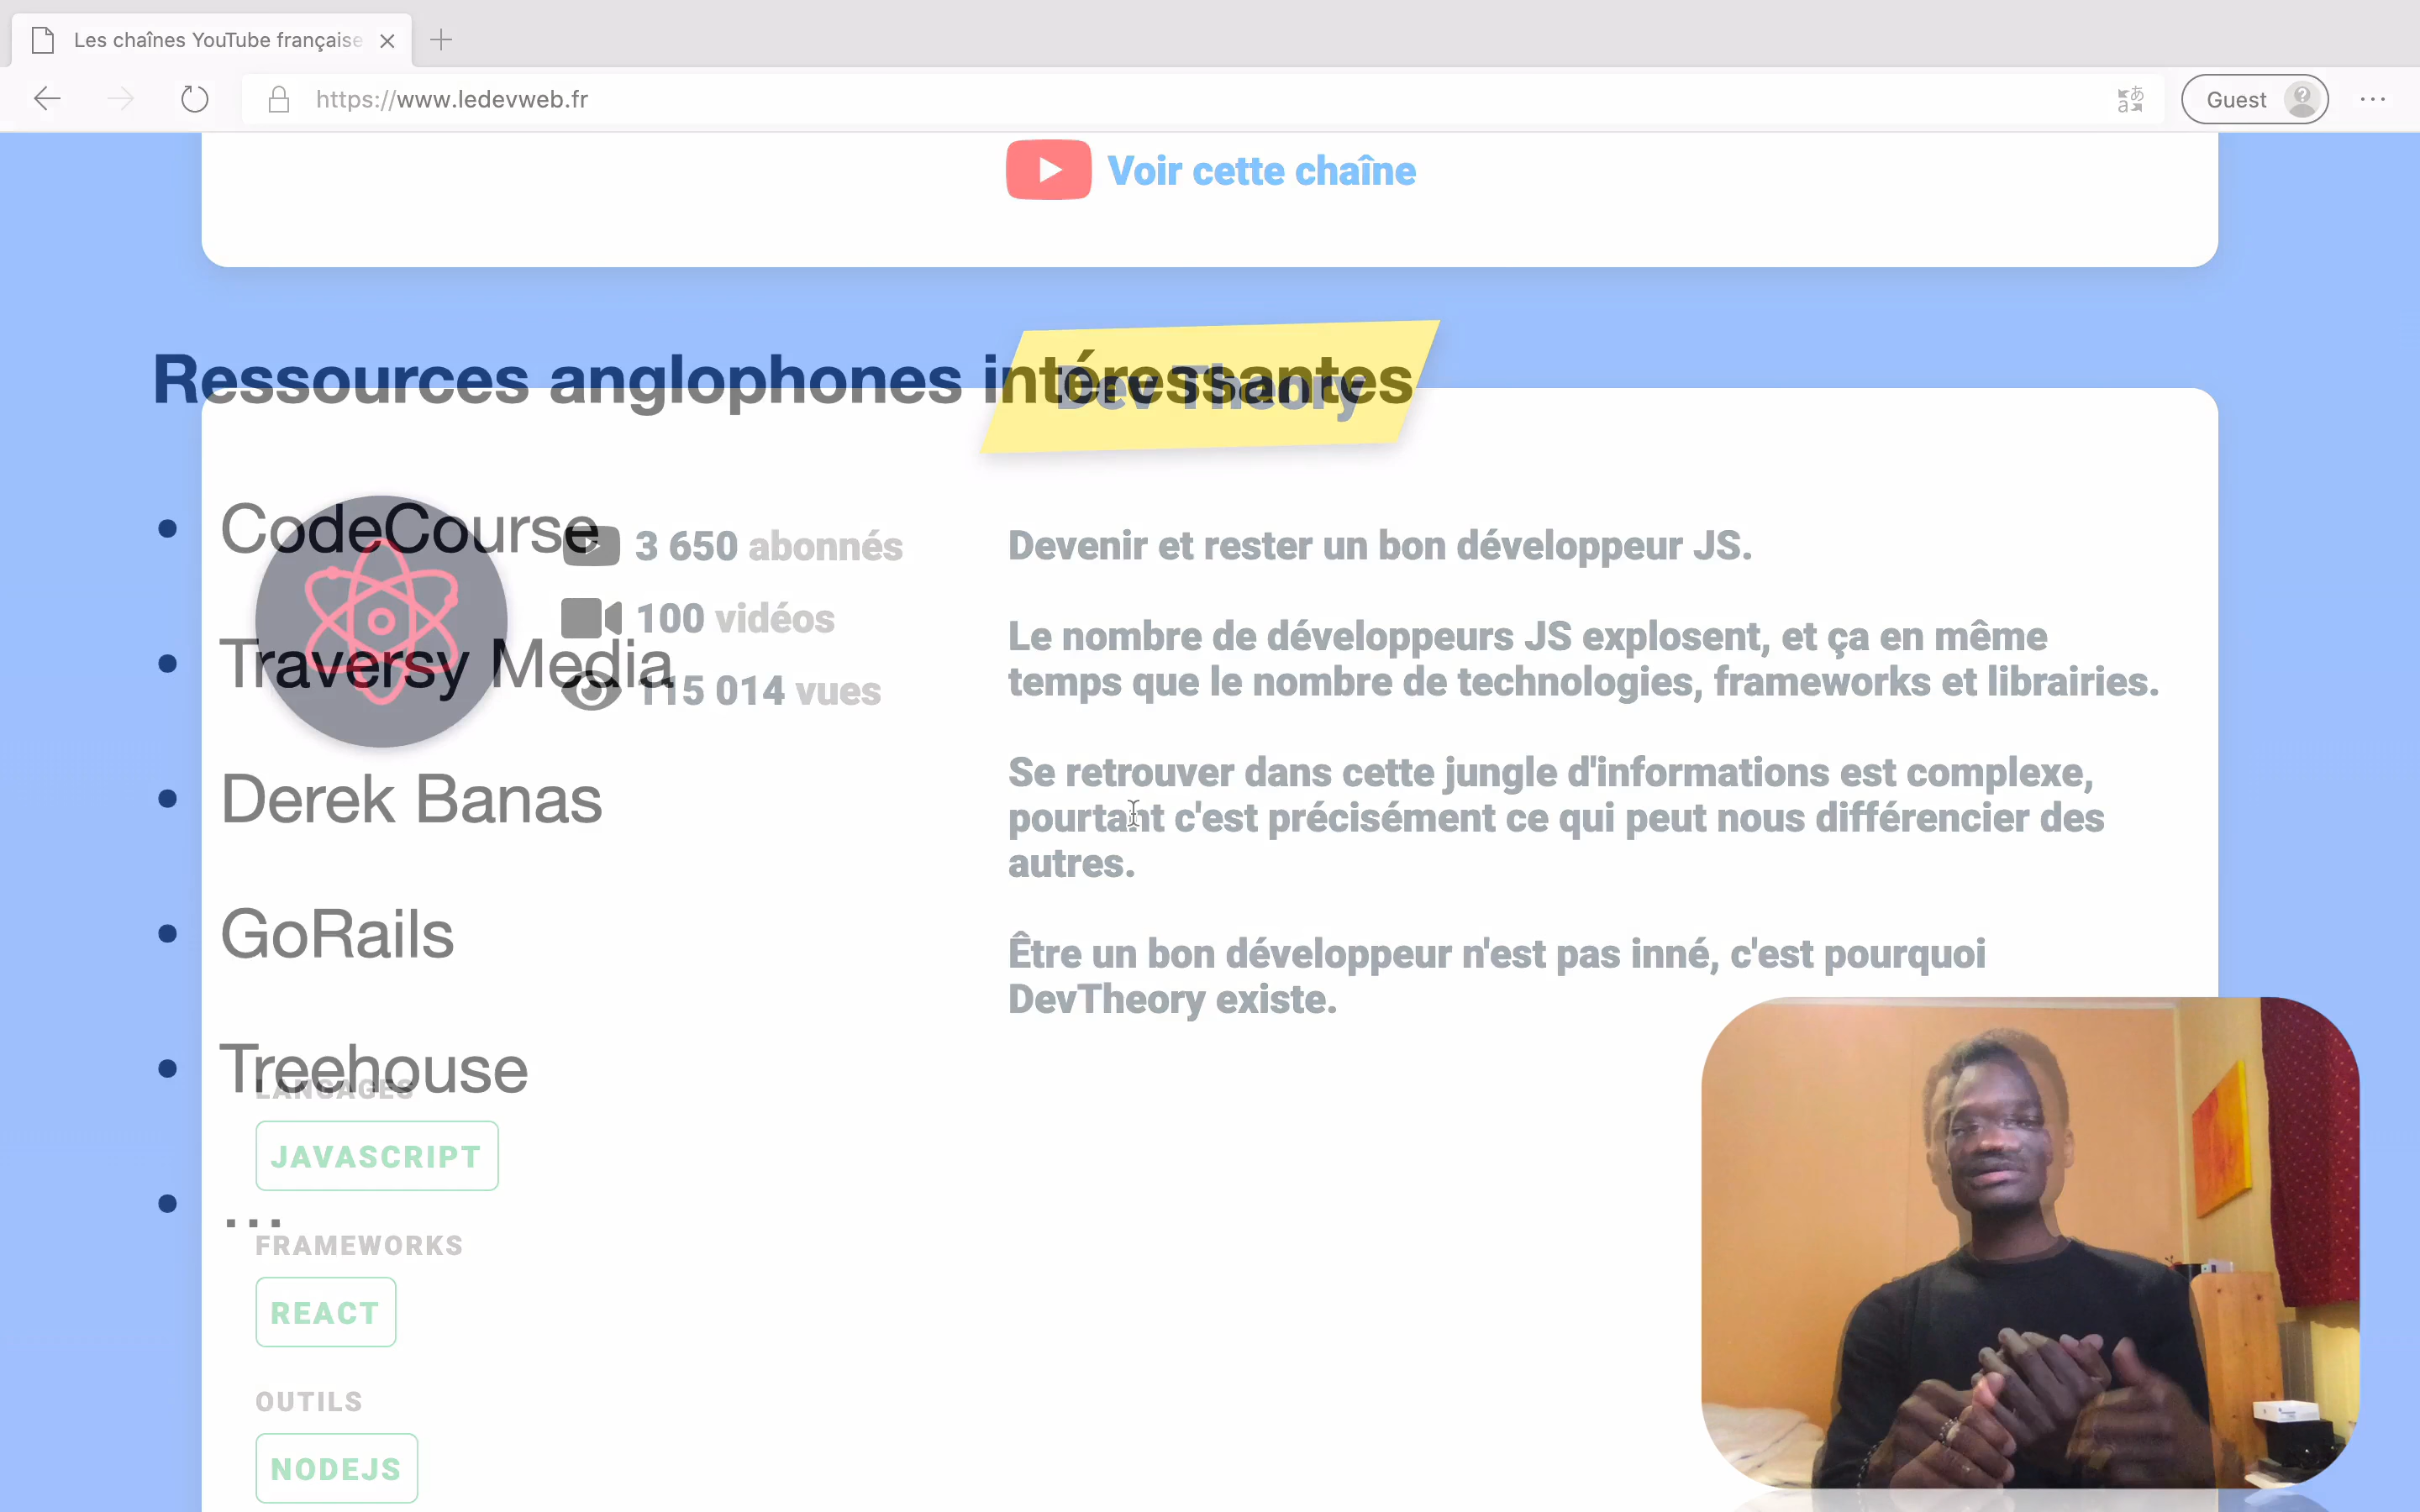 Les chaînes YouTube française
https://www.ledevweb.fr
Guest
Voir cette chaîne
Ressources anglophones intéressantes
Dev Theory
CodeCourse
3 650 abonnés
100 vidéos
Traversy Media
115 014 vues
Derek Banas
GoRails
Treehouse
...
Devenir et rester un bon développeur JS.
Le nombre de développeurs JS explosent, et ça en même
temps que le nombre de technologies, frameworks et librairies.
Se retrouver dans cette jungle d'informations est complexe,
pourtant c'est précisément ce qui peut nous différencier des
autres.
Être un bon développeur n'est pas inné, c'est pourquoi
DevTheory existe.
LANGAGES
JAVASCRIPT
FRAMEWORKS
REACT
OUTILS
NODEJS